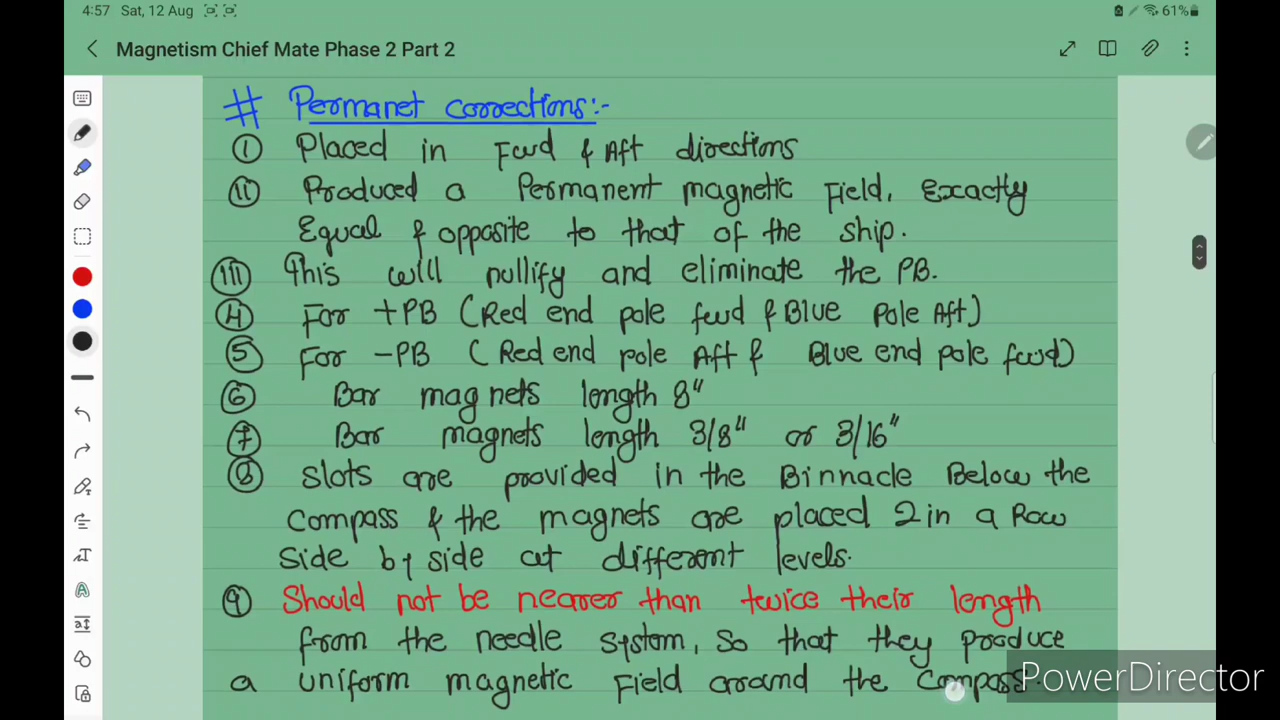 4:57 Sat, 12 Aug
61%
Magnetism Chief Mate Phase 2 Part 2
# Permanet corrections:-
① Placed in Fwd & Aft directions
⑪ Produced a Permanent magnetic Field, Exactly
Equal & opposite to that of the ship.
III This will nullify and eliminate the PB.
④ For +PB (Red end pole fwd & Blue Pole Aft)
⑤ For -PB (Red end pole Aft & Blue end pole fwd)
⑥ Bar magnets length 8"
⑦ Bar magnets length 3/8" or 3/16"
⑧ Slots are provided in the Binnacle Below the
Compass & the magnets are placed 2 in a Row
Side by side at different levels.
⑨ Should not be nearer than twice their length
from the needle system, So that they produce
a uniform magnetic Field around the Compass
PowerDirector